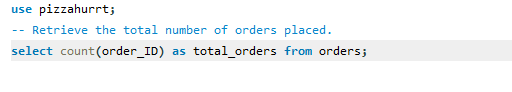 use pizzahurrt;
-- Retrieve the total number of orders placed.
select count(order_ID) as total_orders from orders;